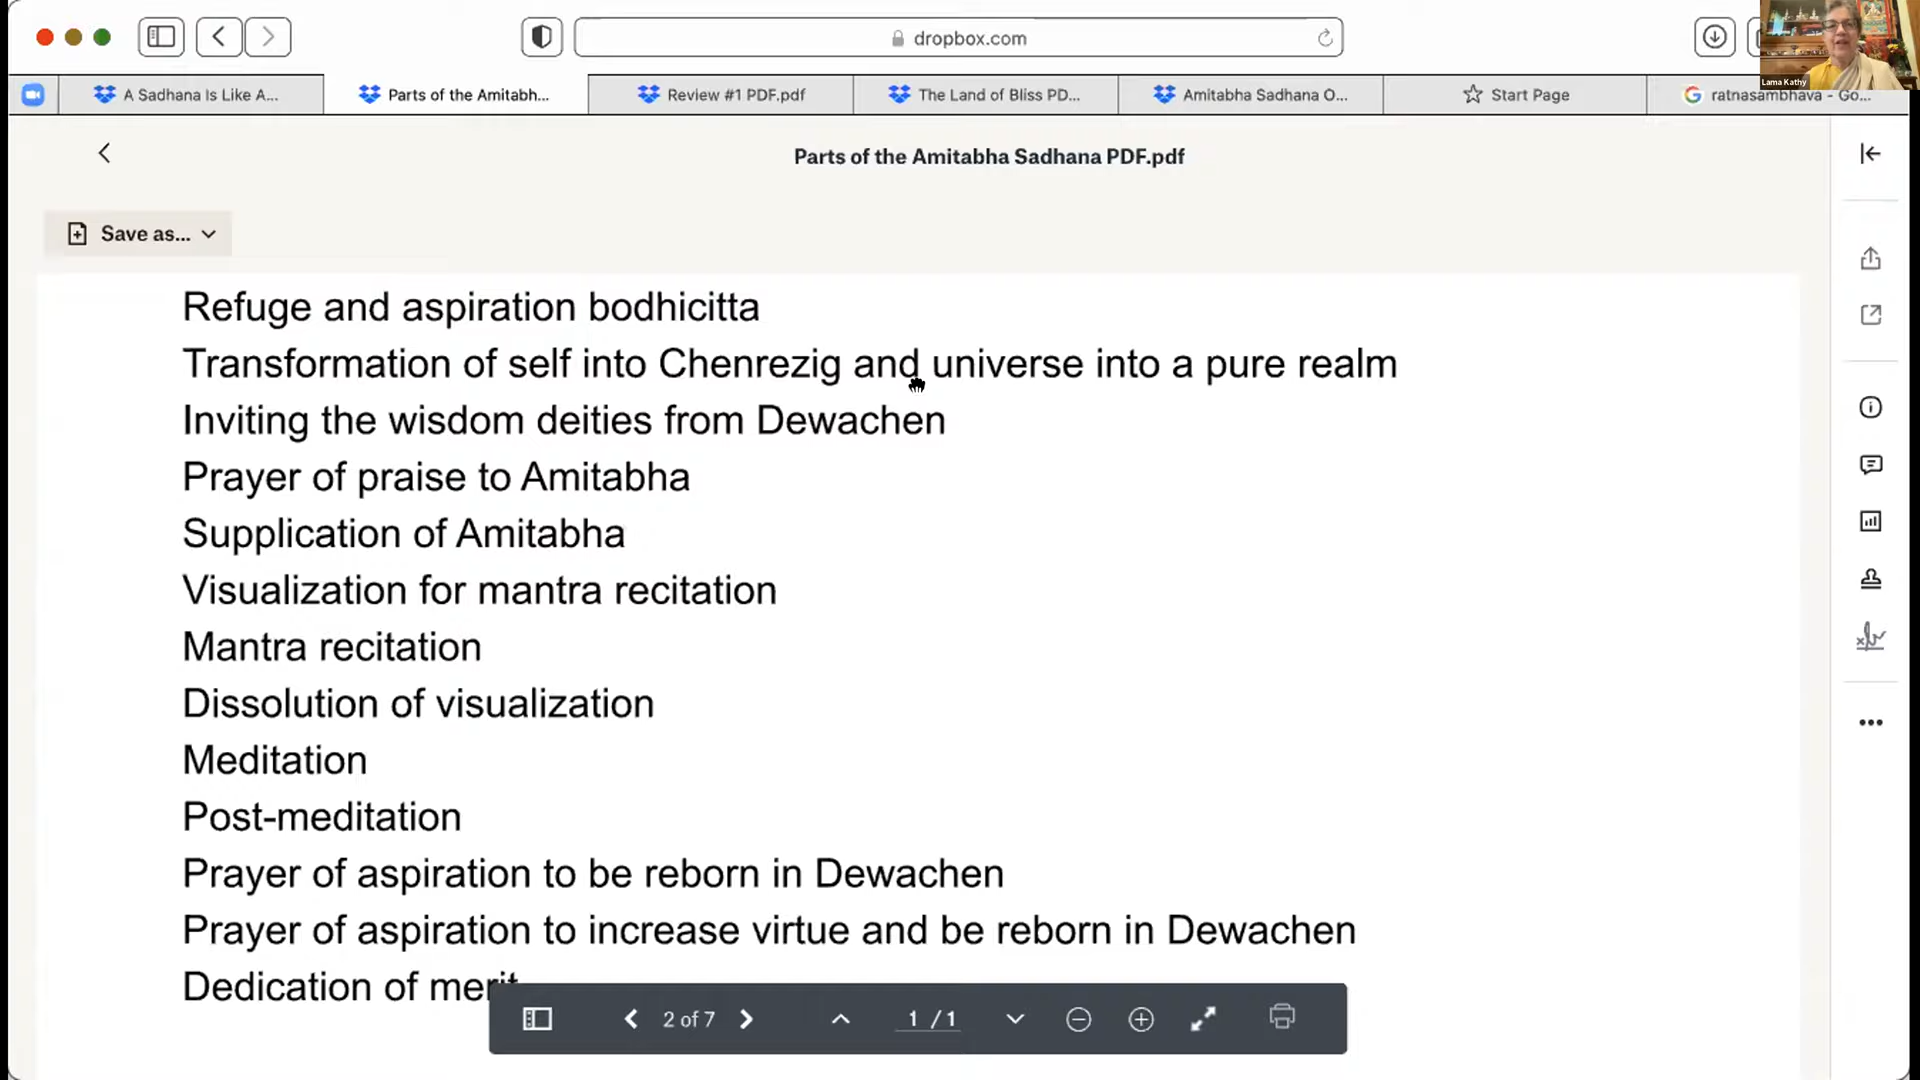 dropbox.com
Lama Kathy
A Sadhana Is Like A...
Parts of the Amitabh...
Review #1 PDF.pdf
The Land of Bliss PD...
Amitabha Sadhana O...
Start Page
ratnasambhava - Go...
Parts of the Amitabha Sadhana PDF.pdf
Save as...
Refuge and aspiration bodhicitta
Transformation of self into Chenrezig and universe into a pure realm
Inviting the wisdom deities from Dewachen
Prayer of praise to Amitabha
Supplication of Amitabha
Visualization for mantra recitation
Mantra recitation
Dissolution of visualization
Meditation
Post-meditation
Prayer of aspiration to be reborn in Dewachen
Prayer of aspiration to increase virtue and be reborn in Dewachen
Dedication of merit
2 of 7
1 / 1